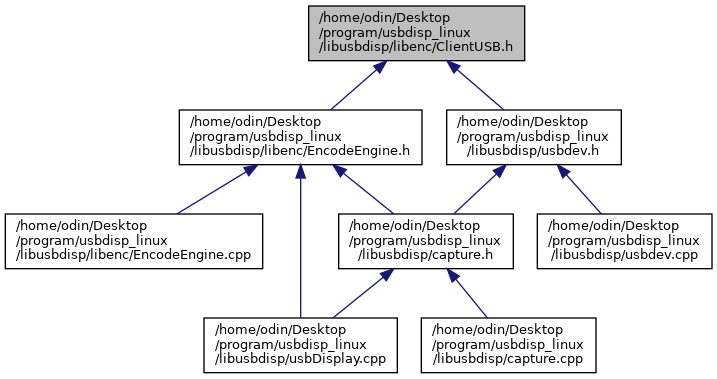 /home/odin/Desktop
/program/usbdisp_linux
/libusbdisp/libenc/ClientUSB.h
/home/odin/Desktop
/program/usbdisp_linux
/libusbdisp/libenc/EncodeEngine.h
/home/odin/Desktop
/program/usbdisp_linux
/libusbdisp/usbdev.h
/home/odin/Desktop
/program/usbdisp_linux
/libusbdisp/libenc/EncodeEngine.cpp
/home/odin/Desktop
/program/usbdisp_linux
/libusbdisp/capture.h
/home/odin/Desktop
/program/usbdisp_linux
/libusbdisp/usbdev.cpp
/home/odin/Desktop
/program/usbdisp_linux
/libusbdisp/usbDisplay.cpp
/home/odin/Desktop
/program/usbdisp_linux
/libusbdisp/capture.cpp